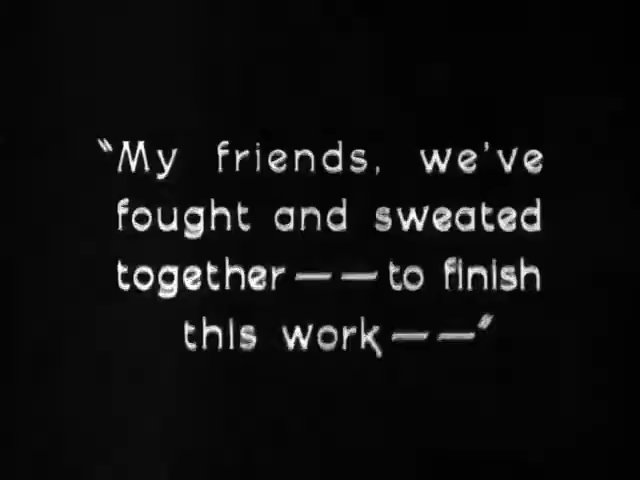 "My friends, we've
fought and sweated
together — — to finish
this work — —"